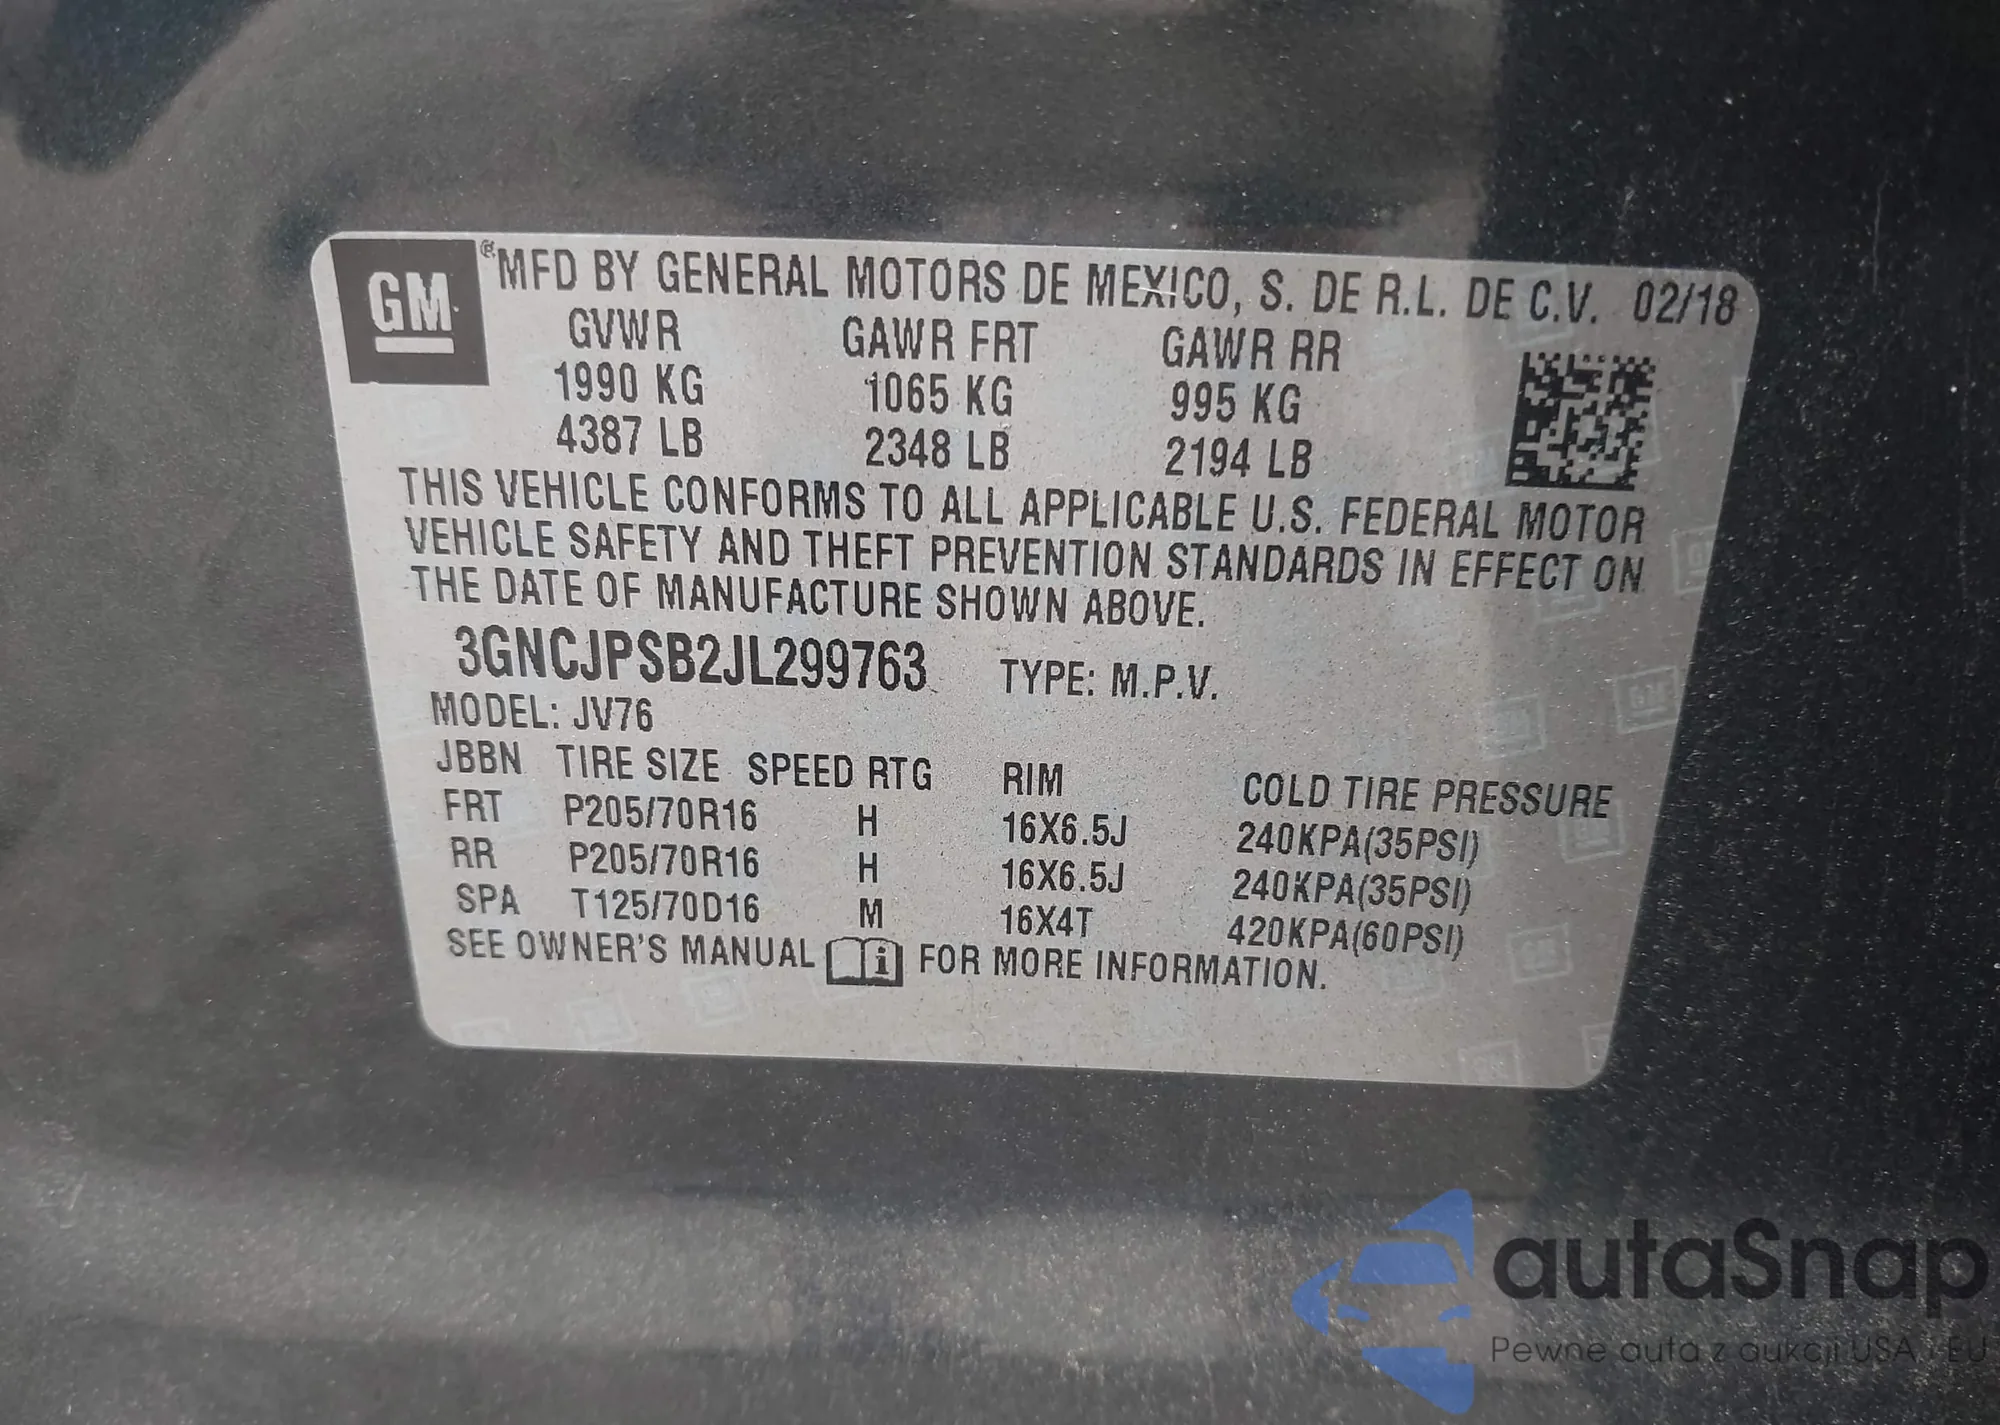 GM ® MFD BY GENERAL MOTORS DE MEXICO, S. DE R.L. DE C.V. 02/18
GVWR GAWR FRT GAWR RR
1990 KG 1065 KG 995 KG
4387 LB 2348 LB 2194 LB
THIS VEHICLE CONFORMS TO ALL APPLICABLE U.S. FEDERAL MOTOR
VEHICLE SAFETY AND THEFT PREVENTION STANDARDS IN EFFECT ON
THE DATE OF MANUFACTURE SHOWN ABOVE.
3GNCJPSB2JL299763 TYPE: M.P.V.
MODEL: JV76
JBBN TIRE SIZE SPEED RTG RIM COLD TIRE PRESSURE
FRT P205/70R16 H 16X6.5J 240KPA(35PSI)
RR P205/70R16 H 16X6.5J 240KPA(35PSI)
SPA T125/70D16 M 16X4T 420KPA(60PSI)
SEE OWNER'S MANUAL i FOR MORE INFORMATION.
autaSnap
Pewne auta z aukcji USA i EU